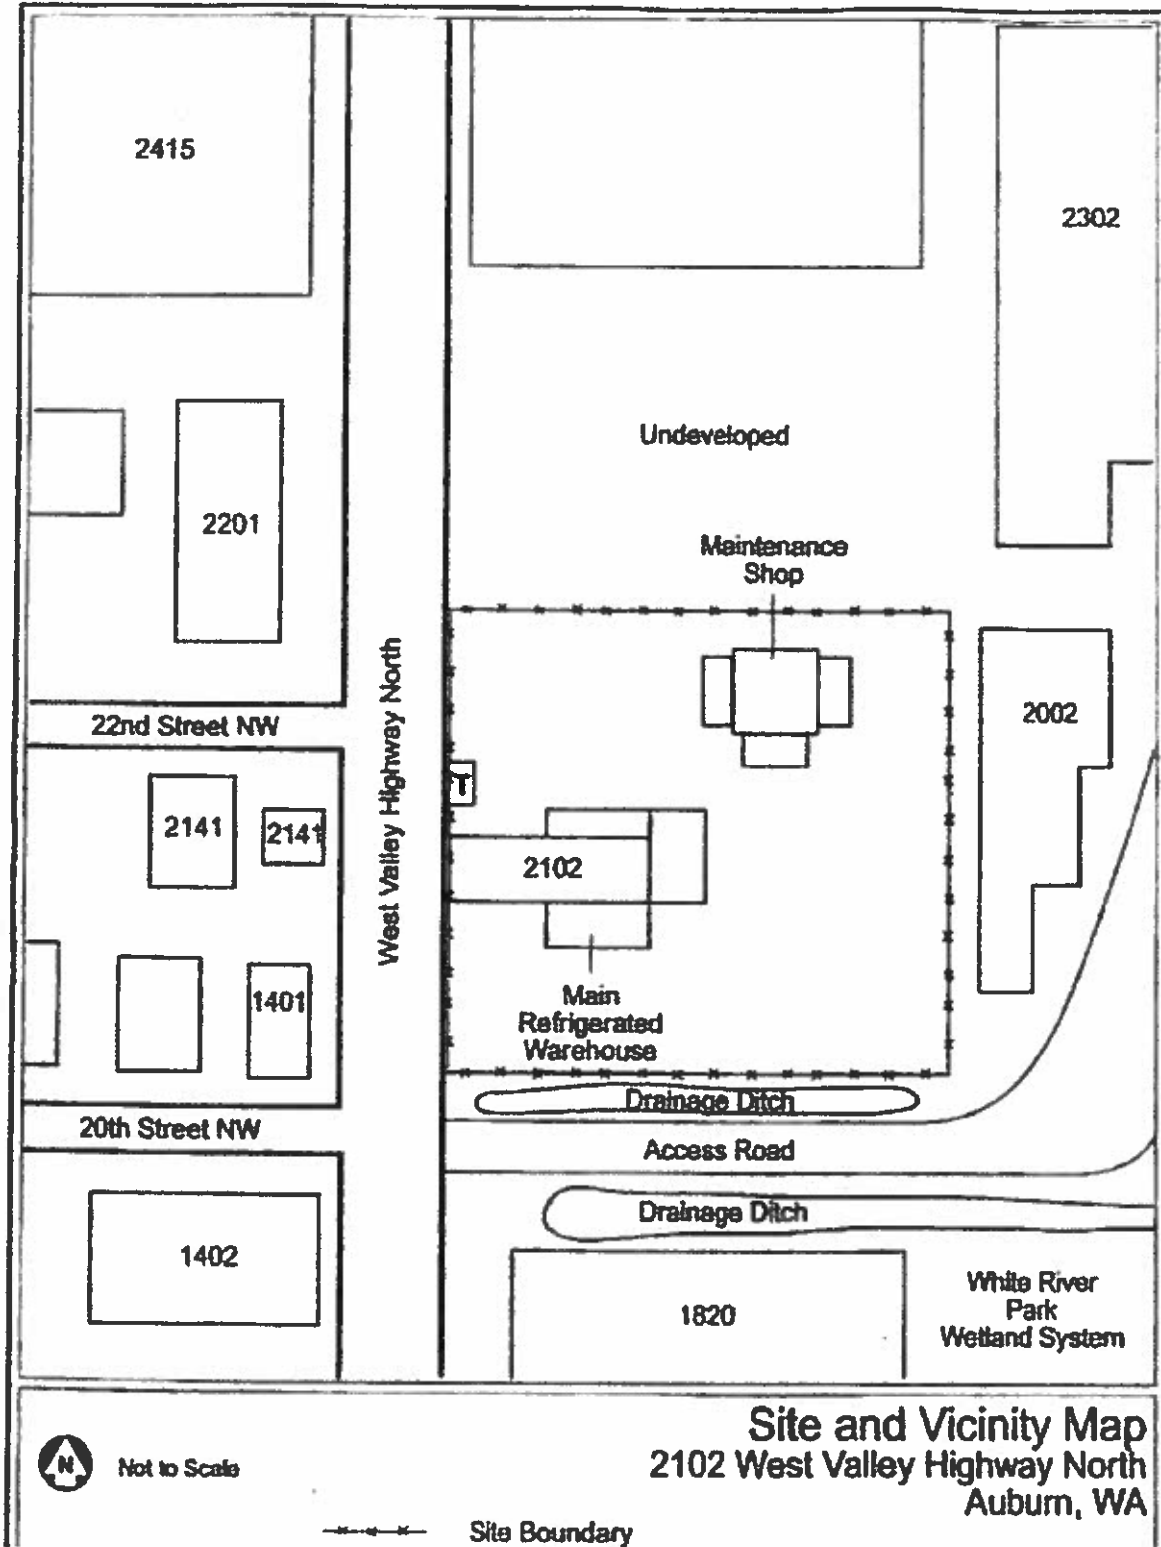 2415
2302
Undeveloped
2201
Maintenance
Shop
22nd Street NW
West Valley Highway North
2002
T
2141
2141
2102
1401
Main
Refrigerated
Warehouse
Drainage Ditch
20th Street NW
Access Road
Drainage Ditch
1402
1820
White River
Park
Wetland System
Site and Vicinity Map
N
Not to Scale
2102 West Valley Highway North
Auburn, WA
Site Boundary